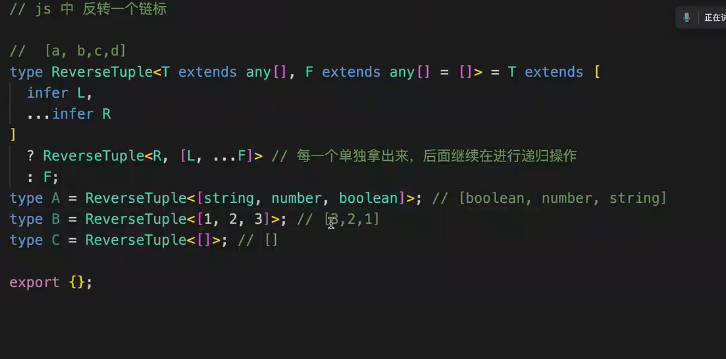 // js 中 反转一个链标
正在讲
// [a, b,c,d]
type ReverseTuple<T extends any[], F extends any[] = []> = T extends [
infer L,
...infer R
]
? ReverseTuple<R, [L, ...F]> // 每一个单独拿出来，后面继续在进行递归操作
: F;
type A = ReverseTuple<[string, number, boolean]>; // [boolean, number, string]
type B = ReverseTuple<[1, 2, 3]>; // [3,2,1]
type C = ReverseTuple<[]>; // []
export {};